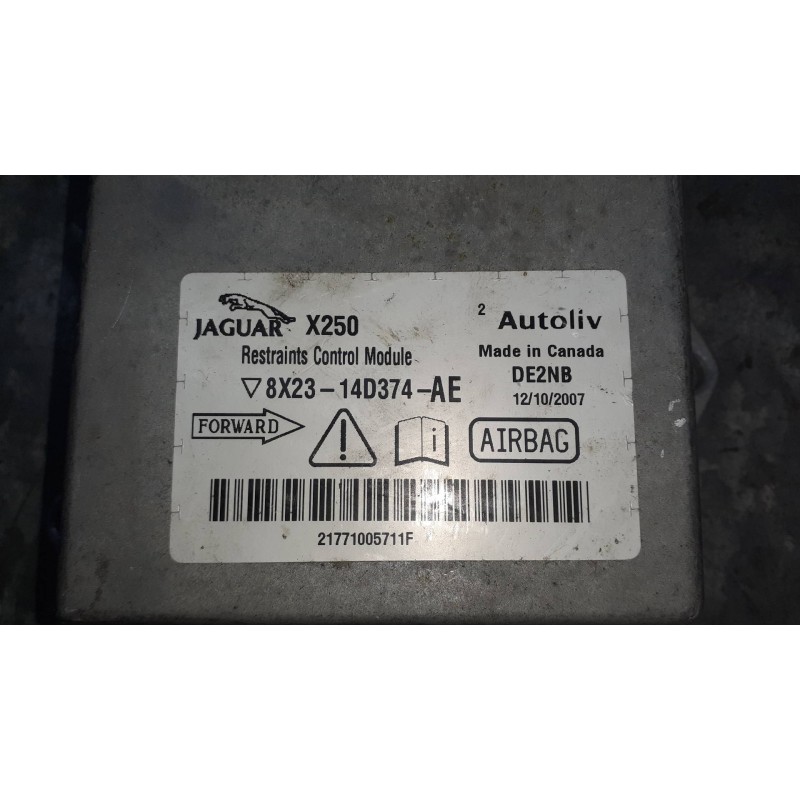 JAGUAR X250
Restraints Control Module
▽8X23-14D374-AE
2 Autoliv
Made in Canada
DE2NB
12/10/2007
FORWARD
i
AIRBAG
21771005711F